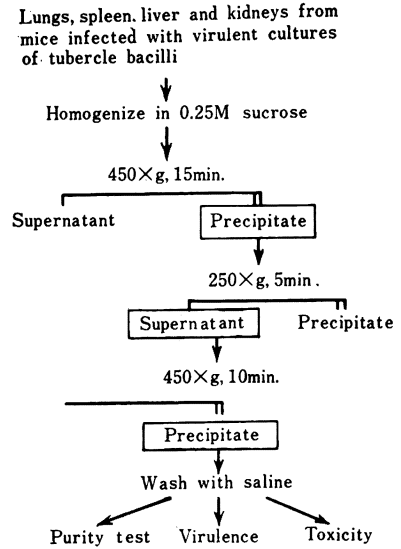 Lungs, spleen. liver and kidneys from
mice infected with virulent cultures
of tubercle bacilli
Homogenize in 0.25M sucrose
450×g, 15min.
Supernatant Precipitate
250×g, 5min.
Supernatant Precipitate
450×g, 10min.
Precipitate
Wash with saline
Purity test Virulence Toxicity